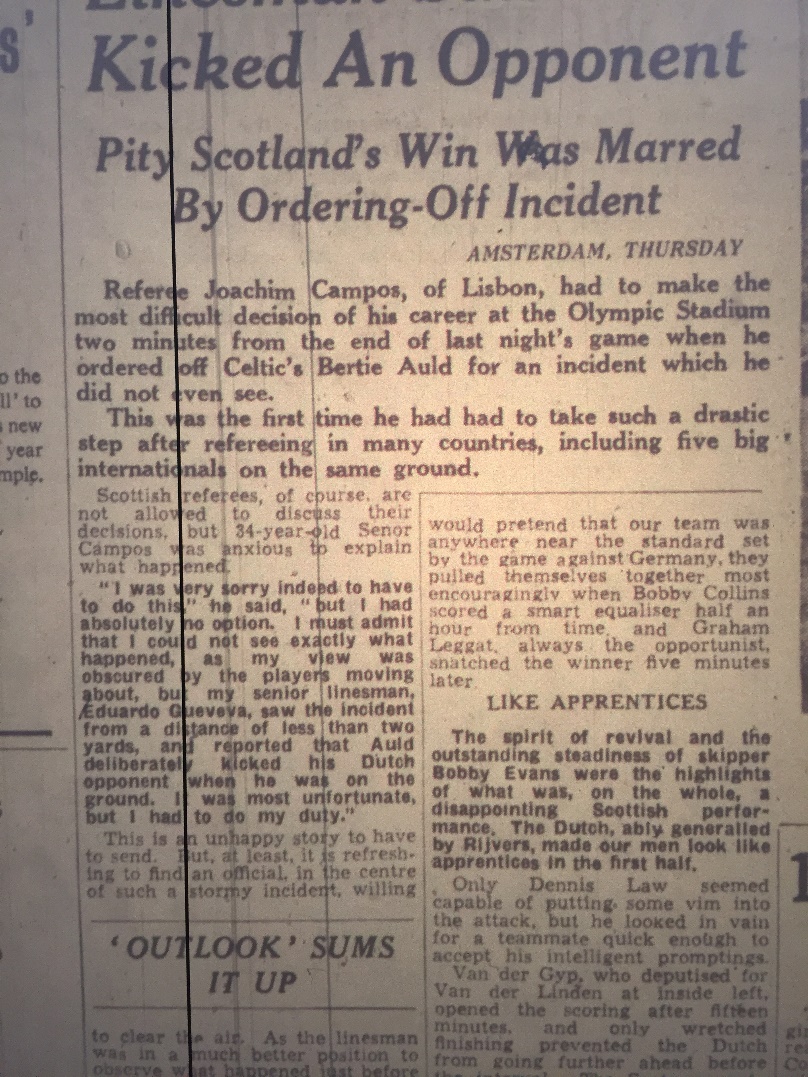 Kicked An Opponent
Pity Scotland's Win Was Marred
By Ordering-Off Incident
AMSTERDAM, THURSDAY
Referee Joachim Campos, of Lisbon, had to make the
most difficult decision of his career at the Olympic Stadium
two minutes from the end of last night's game when he
ordered off Celtic's Bertie Auld for an incident which he
did not even see.
This was the first time he had had to take such a drastic
step after refereeing in many countries, including five big
internationals on the same ground.
Scottish referees, of course, are
not allowed to discuss their
decisions, but 34-year-old Senor
Campos was anxious to explain
what happened.
"I was very sorry indeed to have
to do this," he said, "but I had
absolutely no option. I must admit
that I could not see exactly what
happened, as my view was
obscured by the players moving
about, but my senior linesman,
Æduardo Gueveva, saw the incident
from a distance of less than two
yards, and reported that Auld
deliberately kicked his Dutch
opponent when he was on the
ground. It was most unfortunate,
but I had to do my duty."
This is an unhappy story to have
to send. But, at least, it is refresh-
ing to find an official, in the centre
of such a stormy incident, willing
'OUTLOOK' SUMS
IT UP
to clear the air. As the linesman
was in a much better position to
observe what happened just before
would pretend that our team was
anywhere near the standard set
by the game against Germany, they
pulled themselves together most
encouragingly when Bobby Collins
scored a smart equaliser half an
hour from time, and Graham
Leggat, always the opportunist,
snatched the winner five minutes
later.
LIKE APPRENTICES
The spirit of revival and the
outstanding steadiness of skipper
Bobby Evans were the highlights
of what was, on the whole, a
disappointing Scottish perfor-
mance. The Dutch, ably generalled
by Rijvers, made our men look like
apprentices in the first half.
Only Dennis Law seemed
capable of putting some vim into
the attack, but he looked in vain
for a teammate quick enough to
accept his intelligent promptings.
Van der Gyp, who deputised for
Van der Linden at inside left,
opened the scoring after fifteen
minutes, and only wretched
finishing prevented the Dutch
from going further ahead before